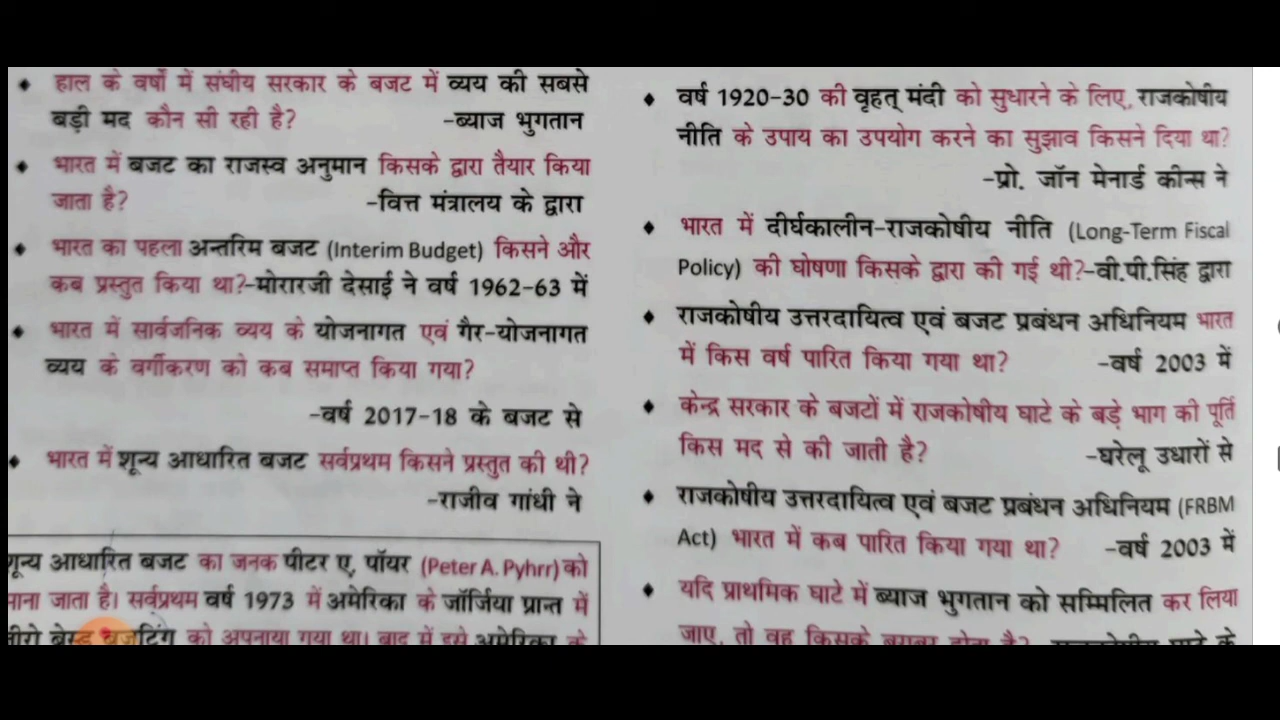 ♦ हाल के वर्षों में संघीय सरकार के बजट में व्यय की सबसे
बड़ी मद कौन सी रही है? -ब्याज भुगतान
♦ भारत में बजट का राजस्व अनुमान किसके द्वारा तैयार किया
जाता है? -वित्त मंत्रालय के द्वारा
♦ भारत का पहला अन्तरिम बजट (Interim Budget) किसने और
कब प्रस्तुत किया था?-मोरारजी देसाई ने वर्ष 1962-63 में
♦ भारत में सार्वजनिक व्यय के योजनागत एवं गैर-योजनागत
व्यय के वर्गीकरण को कब समाप्त किया गया?
-वर्ष 2017-18 के बजट से
♦ भारत में शून्य आधारित बजट सर्वप्रथम किसने प्रस्तुत की थी?
-राजीव गांधी ने
शून्य आधारित बजट का जनक पीटर ए. पॉयर (Peter A. Pyhrr) को
माना जाता है। सर्वप्रथम वर्ष 1973 में अमेरिका के जॉर्जिया प्रान्त में
जीरो बेस्ड बजटिंग को अपनाया गया था। बाद में इसे अमेरिका के
♦ वर्ष 1920-30 की वृहत् मंदी को सुधारने के लिए, राजकोषीय
नीति के उपाय का उपयोग करने का सुझाव किसने दिया था?
-प्रो. जॉन मेनार्ड कीन्स ने
♦ भारत में दीर्घकालीन-राजकोषीय नीति (Long-Term Fiscal
Policy) की घोषणा किसके द्वारा की गई थी?-वी.पी.सिंह द्वारा
♦ राजकोषीय उत्तरदायित्व एवं बजट प्रबंधन अधिनियम भारत
में किस वर्ष पारित किया गया था? -वर्ष 2003 में
♦ केन्द्र सरकार के बजटों में राजकोषीय घाटे के बड़े भाग की पूर्ति
किस मद से की जाती है? -घरेलू उधारों से
♦ राजकोषीय उत्तरदायित्व एवं बजट प्रबंधन अधिनियम (FRBM
Act) भारत में कब पारित किया गया था? -वर्ष 2003 में
♦ यदि प्राथमिक घाटे में ब्याज भुगतान को सम्मिलित कर लिया
जाए, तो वह किसके बराबर होता है? -राजकोषीय घाटे के